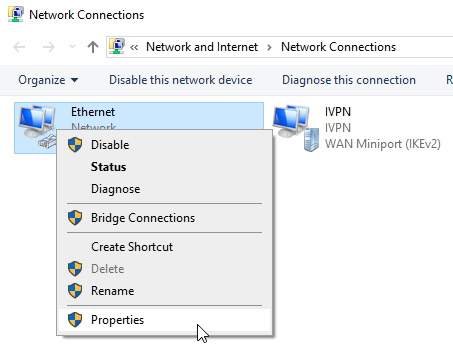 Network Connections
« Network and Internet > Network Connections
Organize Disable this network device Diagnose this connection R
Ethernet
Network
IVPN
IVPN
WAN Miniport (IKEv2)
Disable
Status
Diagnose
Bridge Connections
Create Shortcut
Delete
Rename
Properties